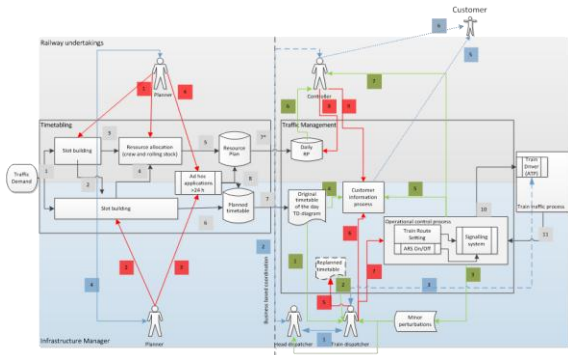 Customer
Railway undertakings
Planner
Controller
Timetabling
Traffic Management
Slot building
Resource allocation
(crew and rolling stock)
Resource
Plan
Daily
RP
Traffic
Demand
Ad hoc
applications
>24 h
Slot building
Planned
timetable
Original
timetable
of the day
TD diagram
Customer
information
process
Train
Driver
(ATP)
Train traffic process
Operational control process
Train Route
Setting
ARS On/Off
Signalling
system
Replanned
timetable
Business based coordination
Minor
perturbations
Infrastructure Manager
Planner
Head dispatcher
Train dispatcher